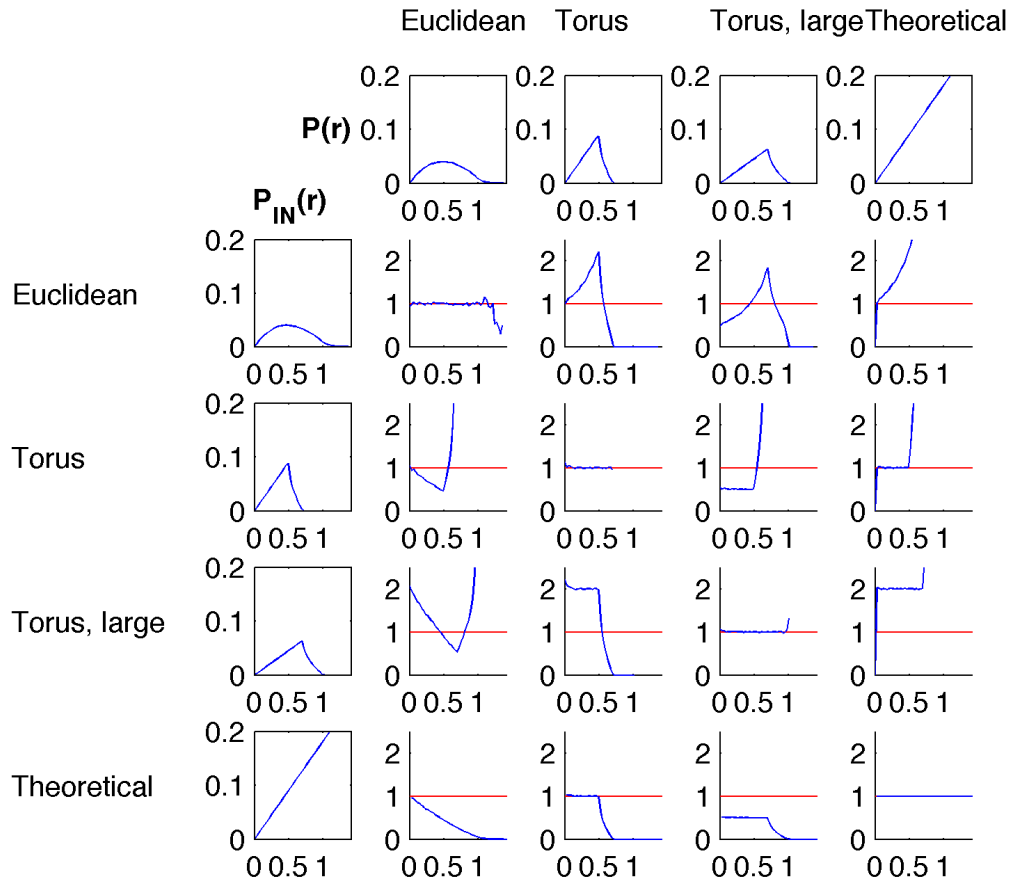 Euclidean Torus Torus, large Theoretical
P(r)
0.2 0.2 0.2 0.2
0.1 0.1 0.1 0.1
0 0 0 0
0 0.5 1 0 0.5 1 0 0.5 1 0 0.5 1
P_IN(r)
Euclidean
0.2 2 2 2 2
0.1 1 1 1 1
0 0 0 0 0
0 0.5 1 0 0.5 1 0 0.5 1 0 0.5 1 0 0.5 1
Torus
0.2 2 2 2 2
0.1 1 1 1 1
0 0 0 0 0
0 0.5 1 0 0.5 1 0 0.5 1 0 0.5 1 0 0.5 1
Torus, large
0.2 2 2 2 2
0.1 1 1 1 1
0 0 0 0 0
0 0.5 1 0 0.5 1 0 0.5 1 0 0.5 1 0 0.5 1
Theoretical
0.2 2 2 2 2
0.1 1 1 1 1
0 0 0 0 0
0 0.5 1 0 0.5 1 0 0.5 1 0 0.5 1 0 0.5 1